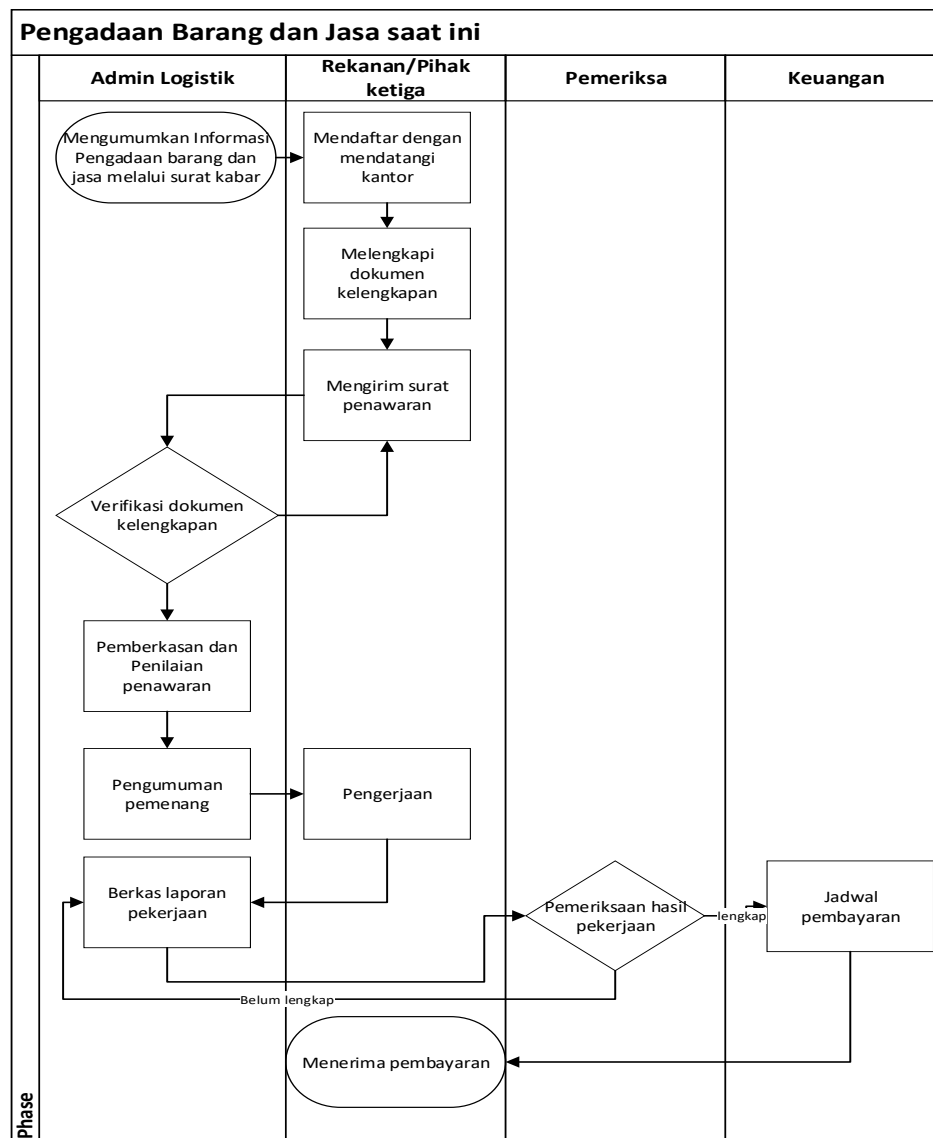 Pengadaan Barang dan Jasa saat ini
Admin Logistik
Rekanan/Pihak
ketiga
Pemeriksa
Keuangan
Mengumumkan Informasi
Pengadaan barang dan
jasa melalui surat kabar
Mendaftar dengan
mendatangi
kantor
Melengkapi
dokumen
kelengkapan
Mengirim surat
penawaran
Verifikasi dokumen
kelengkapan
Pemberkasan dan
Penilaian
penawaran
Pengumuman
pemenang
Pengerjaan
Berkas laporan
pekerjaan
Pemeriksaan hasil
pekerjaan
lengkap
Jadwal
pembayaran
Belum lengkap
Menerima pembayaran
Phase